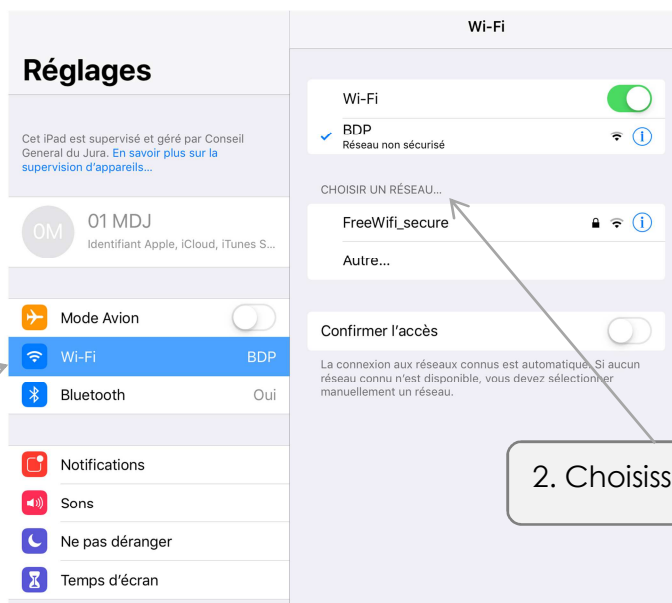 Réglages
Cet iPad est supervisé et géré par Conseil
General du Jura. En savoir plus sur la
supervision d'appareils...
OM
01 MDJ
Identifiant Apple, iCloud, iTunes S...
Mode Avion
Wi-Fi BDP
Bluetooth Oui
Notifications
Sons
Ne pas déranger
Temps d'écran
Wi-Fi
Wi-Fi
BDP
Réseau non sécurisé
CHOISIR UN RÉSEAU...
FreeWifi_secure
Autre...
Confirmer l'accès
La connexion aux réseaux connus est automatique. Si aucun
réseau connu n'est disponible, vous devez sélectionner
manuellement un réseau.
2. Choisiss